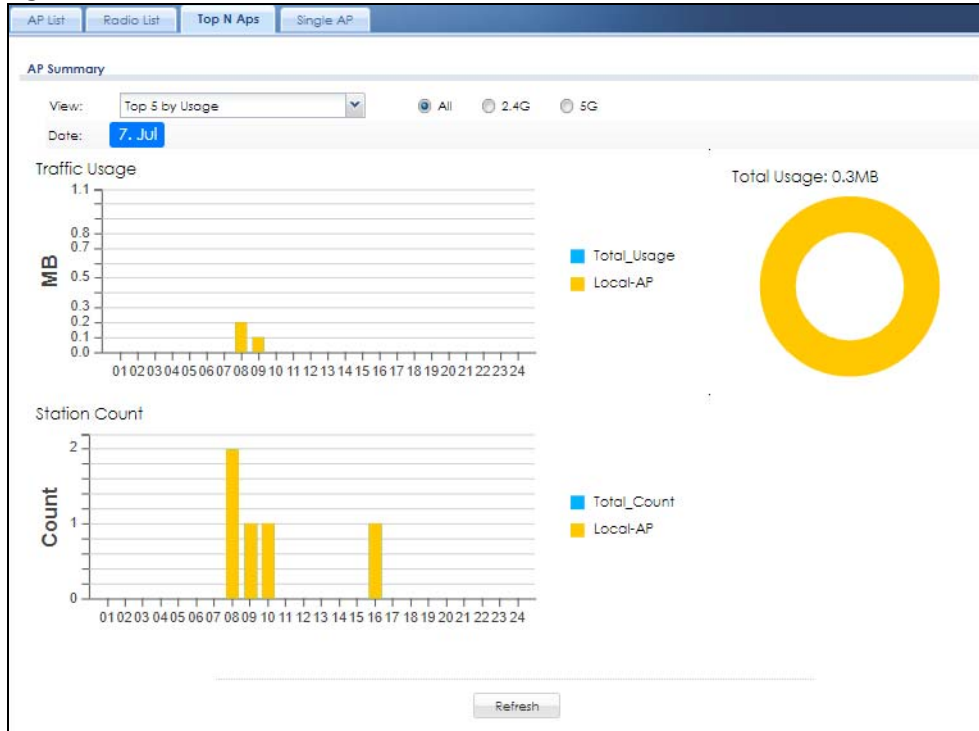 AP List Radio List Top N Aps Single AP
AP Summary
View: Top 5 by Usage All 2.4G 5G
Date: 7. Jul
Traffic Usage
Total Usage: 0.3MB
MB
1.1
0.8
0.7
0.5
0.3
0.2
0.1
0.0
01 02 03 04 05 06 07 08 09 10 11 12 13 14 15 16 17 18 19 20 21 22 23 24
Total_Usage
Local-AP
Station Count
Count
2
1
0
01 02 03 04 05 06 07 08 09 10 11 12 13 14 15 16 17 18 19 20 21 22 23 24
Total_Count
Local-AP
Refresh